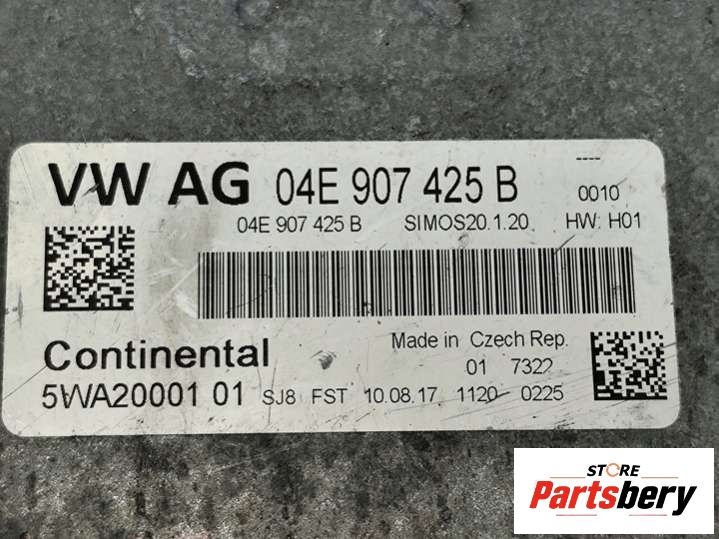 ----
VW AG 04E 907 425 B 0010
04E 907 425 B SIMOS20.1.20 HW: H01
Continental Made in Czech Rep.
01 7322
5WA20001 01 SJ8 FST 10.08.17 1120 0225
STORE
Partsbery